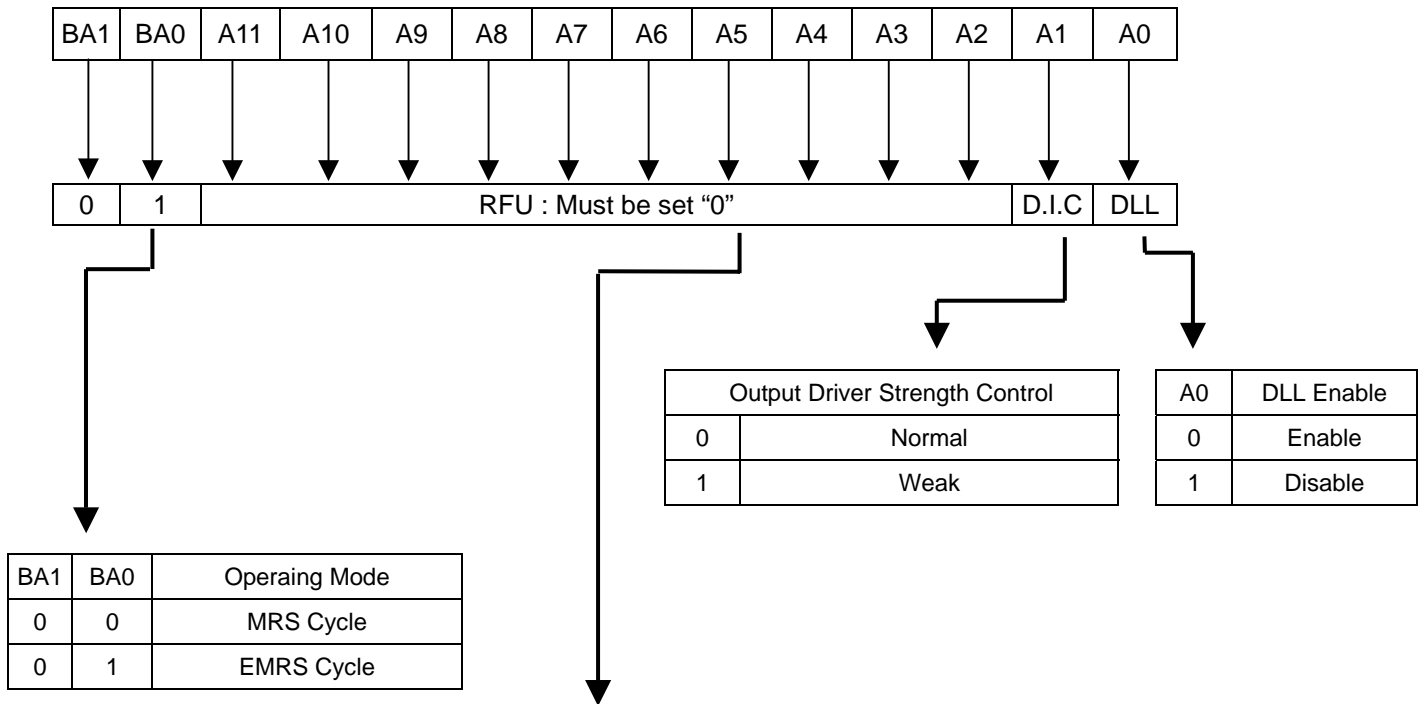 BA1 BA0 A11 A10 A9 A8 A7 A6 A5 A4 A3 A2 A1 A0
0 1 RFU : Must be set “0” D.I.C DLL
Output Driver Strength Control
0 Normal
1 Weak
A0 DLL Enable
0 Enable
1 Disable
BA1 BA0 Operaing Mode
0 0 MRS Cycle
0 1 EMRS Cycle